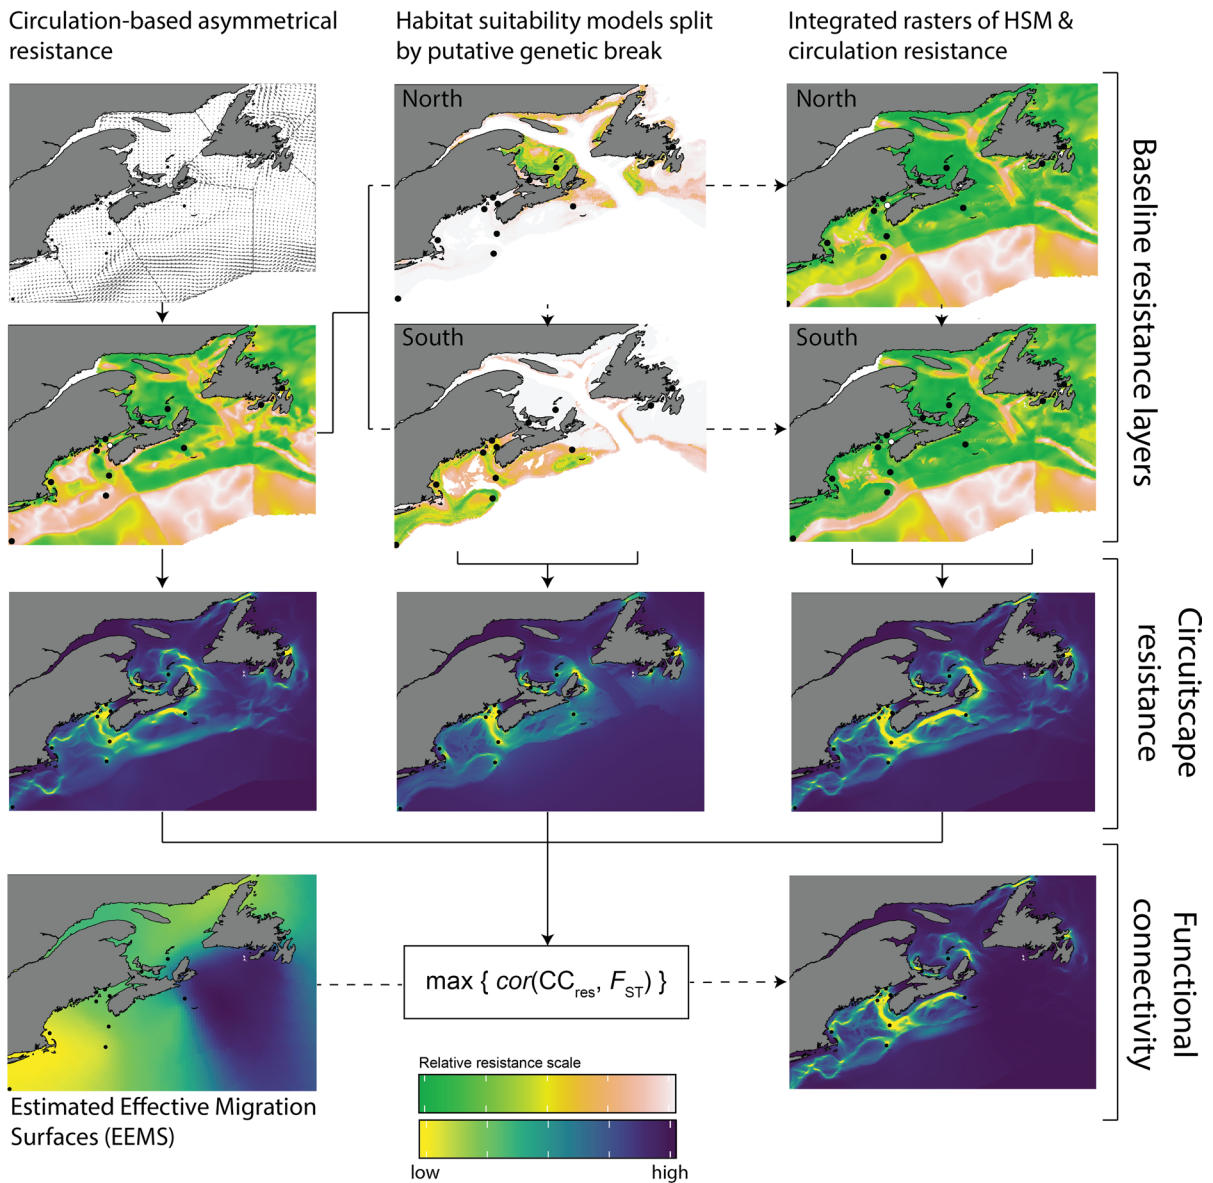 Circulation-based asymmetrical
resistance
Habitat suitability models split
by putative genetic break
Integrated rasters of HSM &
circulation resistance
North
North
South
South
Baseline resistance layers
Circuitscape
resistance
Functional
connectivity
max { cor(CCres, FST) }
Relative resistance scale
low
high
Estimated Effective Migration
Surfaces (EEMS)